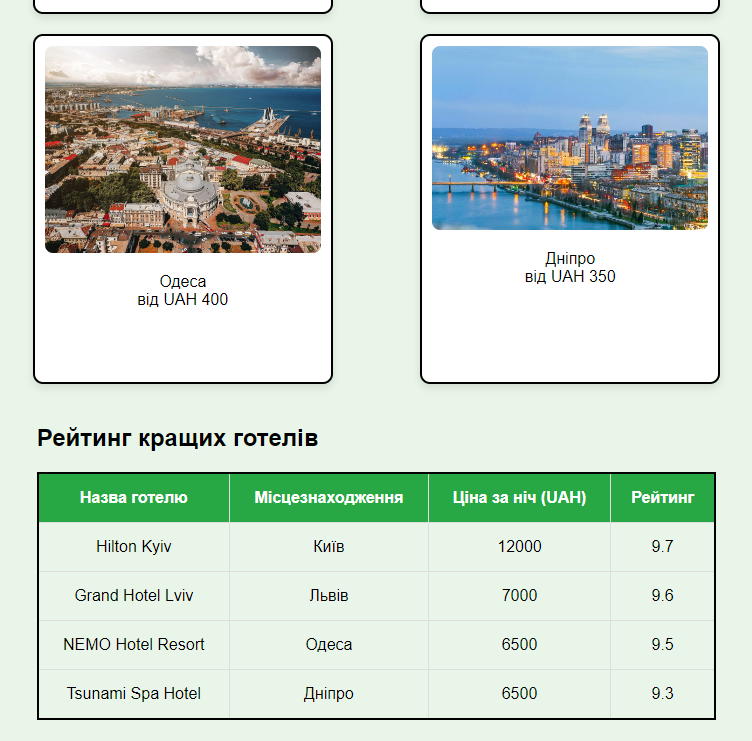 Одеса
від UAH 400
Дніпро
від UAH 350
Рейтинг кращих готелів
Назва готелю Місцезнаходження Ціна за ніч (UAH) Рейтинг
Hilton Kyiv Київ 12000 9.7
Grand Hotel Lviv Львів 7000 9.6
NEMO Hotel Resort Одеса 6500 9.5
Tsunami Spa Hotel Дніпро 6500 9.3